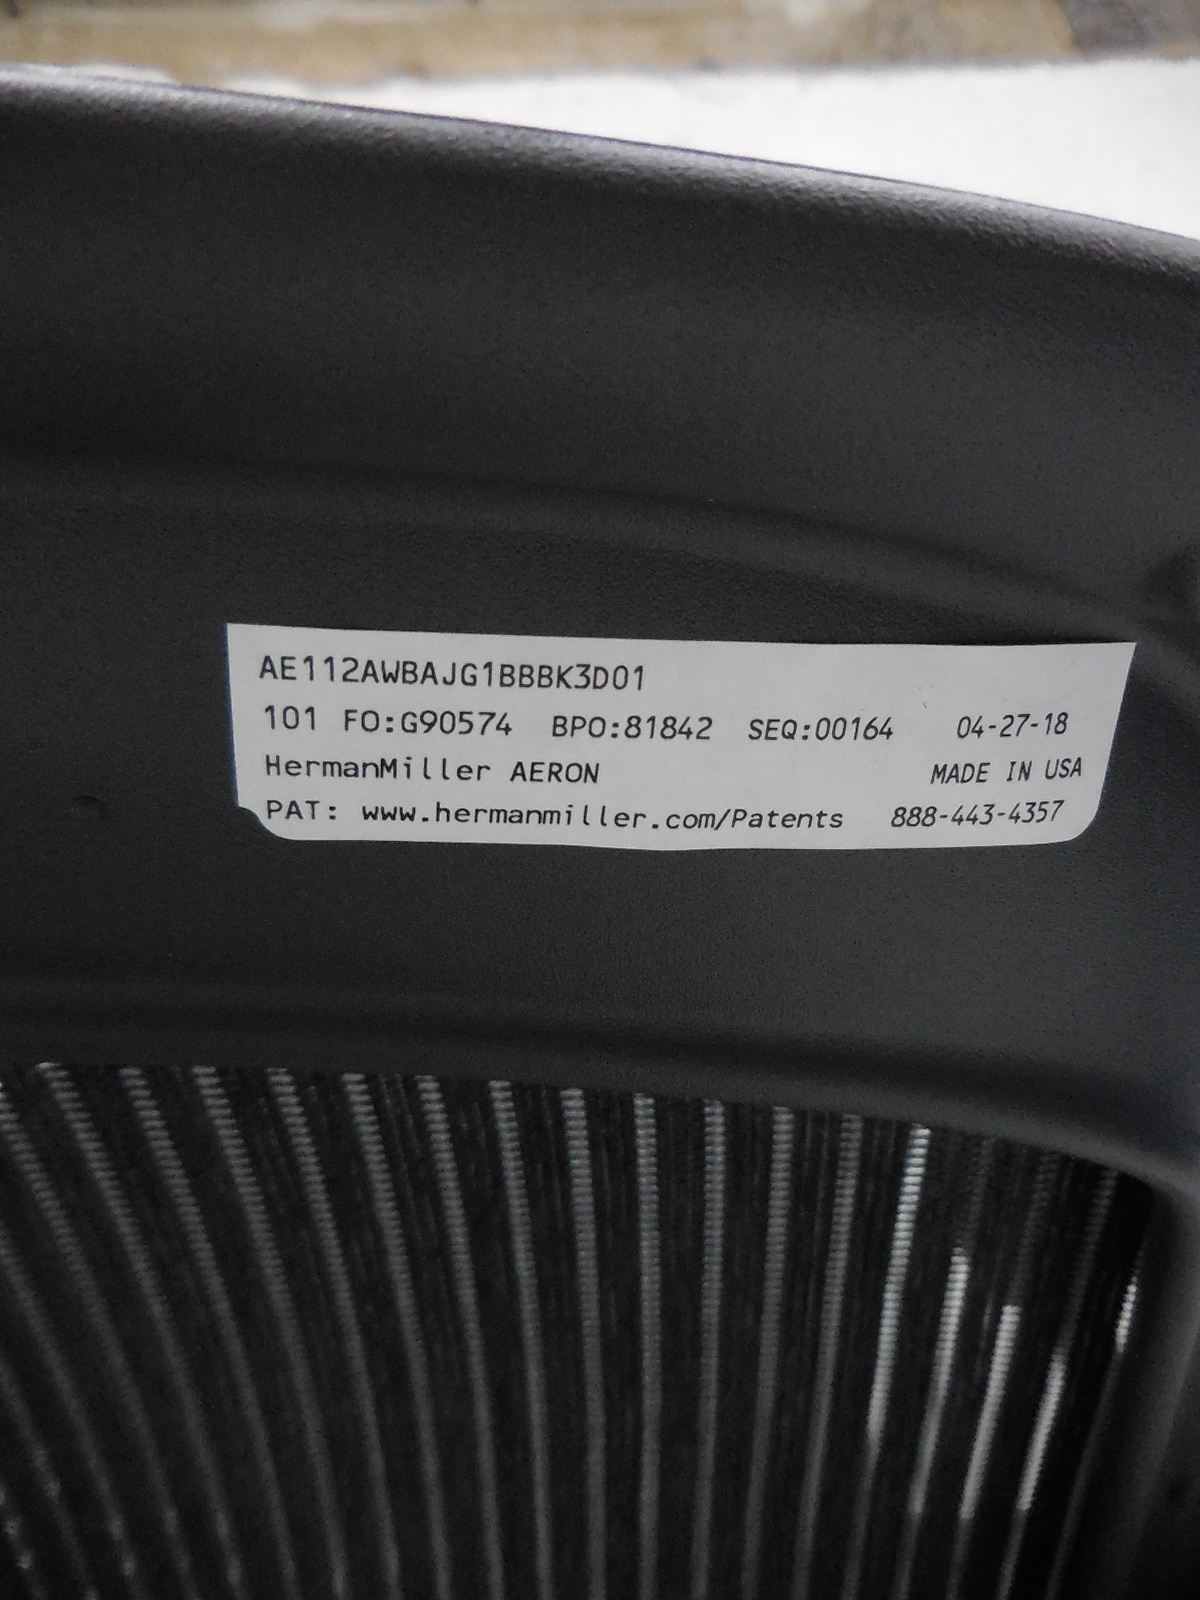 AE112AWBAJG1BBBK3D01
101 FO:G90574 BPO:81842 SEQ:00164 04-27-18
HermanMiller AERON MADE IN USA
PAT: www.hermanmiller.com/Patents 888-443-4357